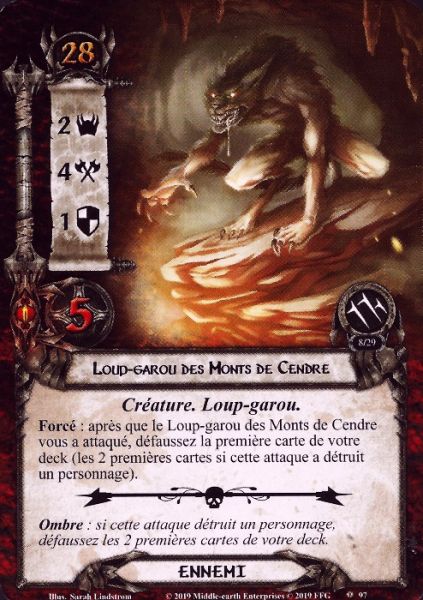 28
2
4
1
5
8/29
Loup-garou des Monts de Cendre
Créature. Loup-garou.
Forcé : après que le Loup-garou des Monts de Cendre
vous a attaqué, défaussez la première carte de votre
deck (les 2 premières cartes si cette attaque a détruit
un personnage).
Ombre : si cette attaque détruit un personnage,
défaussez les 2 premières cartes de votre deck.
ENNEMI
Illus. Sarah Lindstrom © 2019 Middle-earth Enterprises © 2019 FFG 97